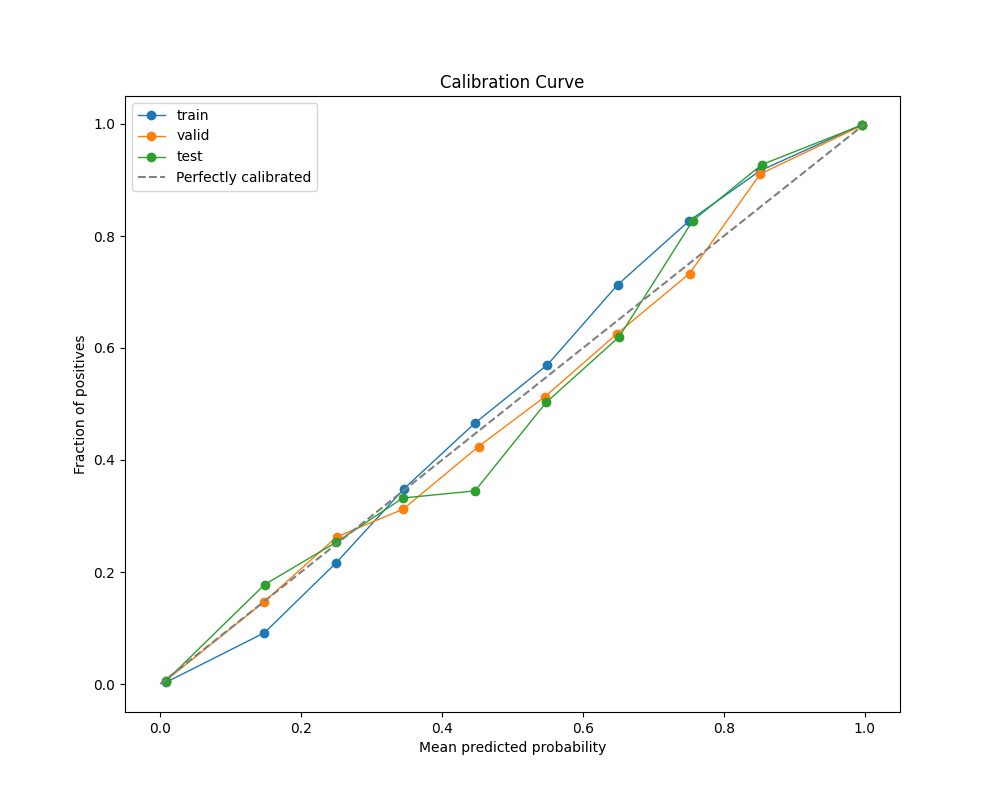 Calibration Curve
train
valid
test
Perfectly calibrated
Fraction of positives
1.0
0.8
0.6
0.4
0.2
0.0
0.0 0.2 0.4 0.6 0.8 1.0
Mean predicted probability